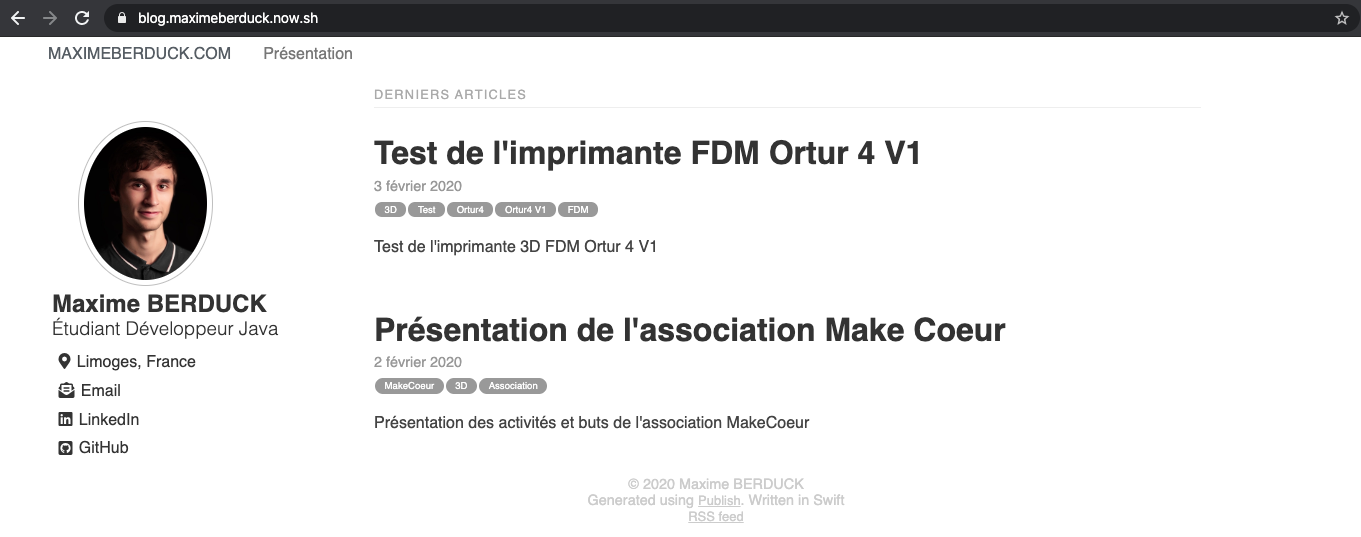 blog.maximeberduck.now.sh
MAXIMEBERDUCK.COM Présentation
DERNIERS ARTICLES
Test de l'imprimante FDM Ortur 4 V1
3 février 2020
3D Test Ortur4 Ortur4 V1 FDM
Test de l'imprimante 3D FDM Ortur 4 V1
Maxime BERDUCK
Étudiant Développeur Java
Limoges, France
Email
LinkedIn
GitHub
Présentation de l'association Make Coeur
2 février 2020
MakeCoeur 3D Association
Présentation des activités et buts de l'association MakeCoeur
© 2020 Maxime BERDUCK
Generated using Publish. Written in Swift
RSS feed